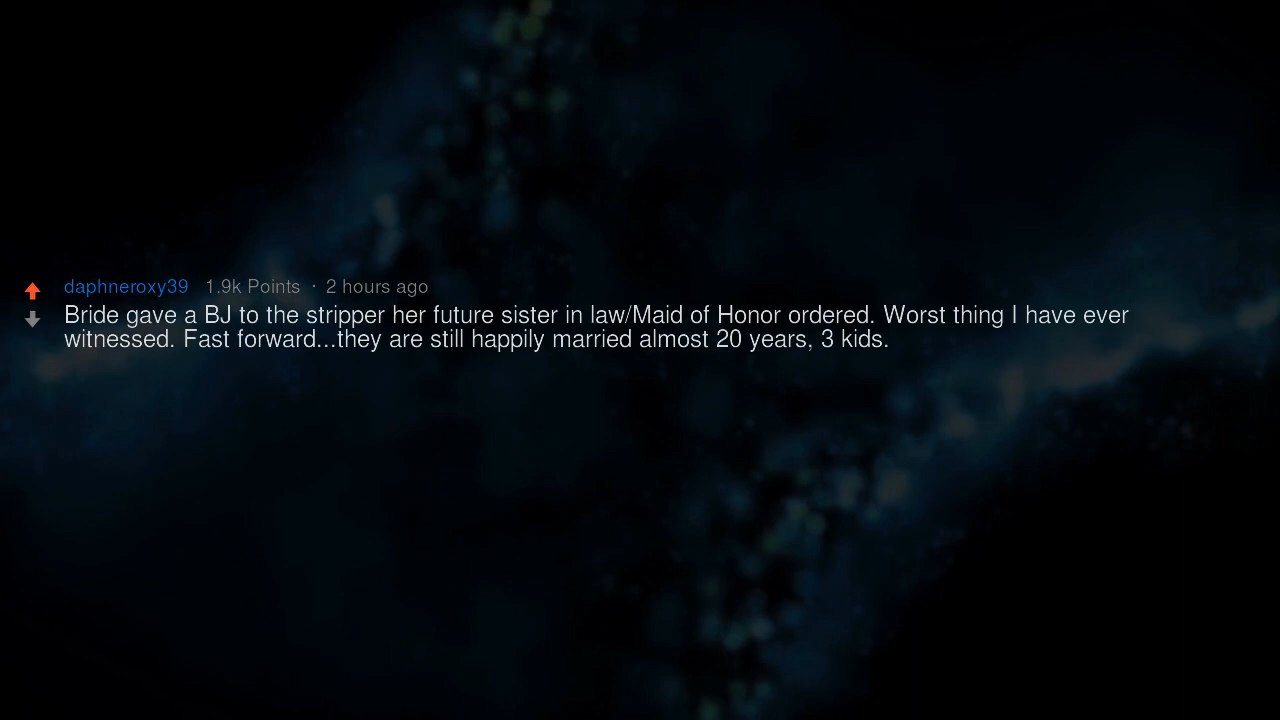 daphneroxy39 1.9k Points · 2 hours ago
Bride gave a BJ to the stripper her future sister in law/Maid of Honor ordered. Worst thing I have ever
witnessed. Fast forward...they are still happily married almost 20 years, 3 kids.